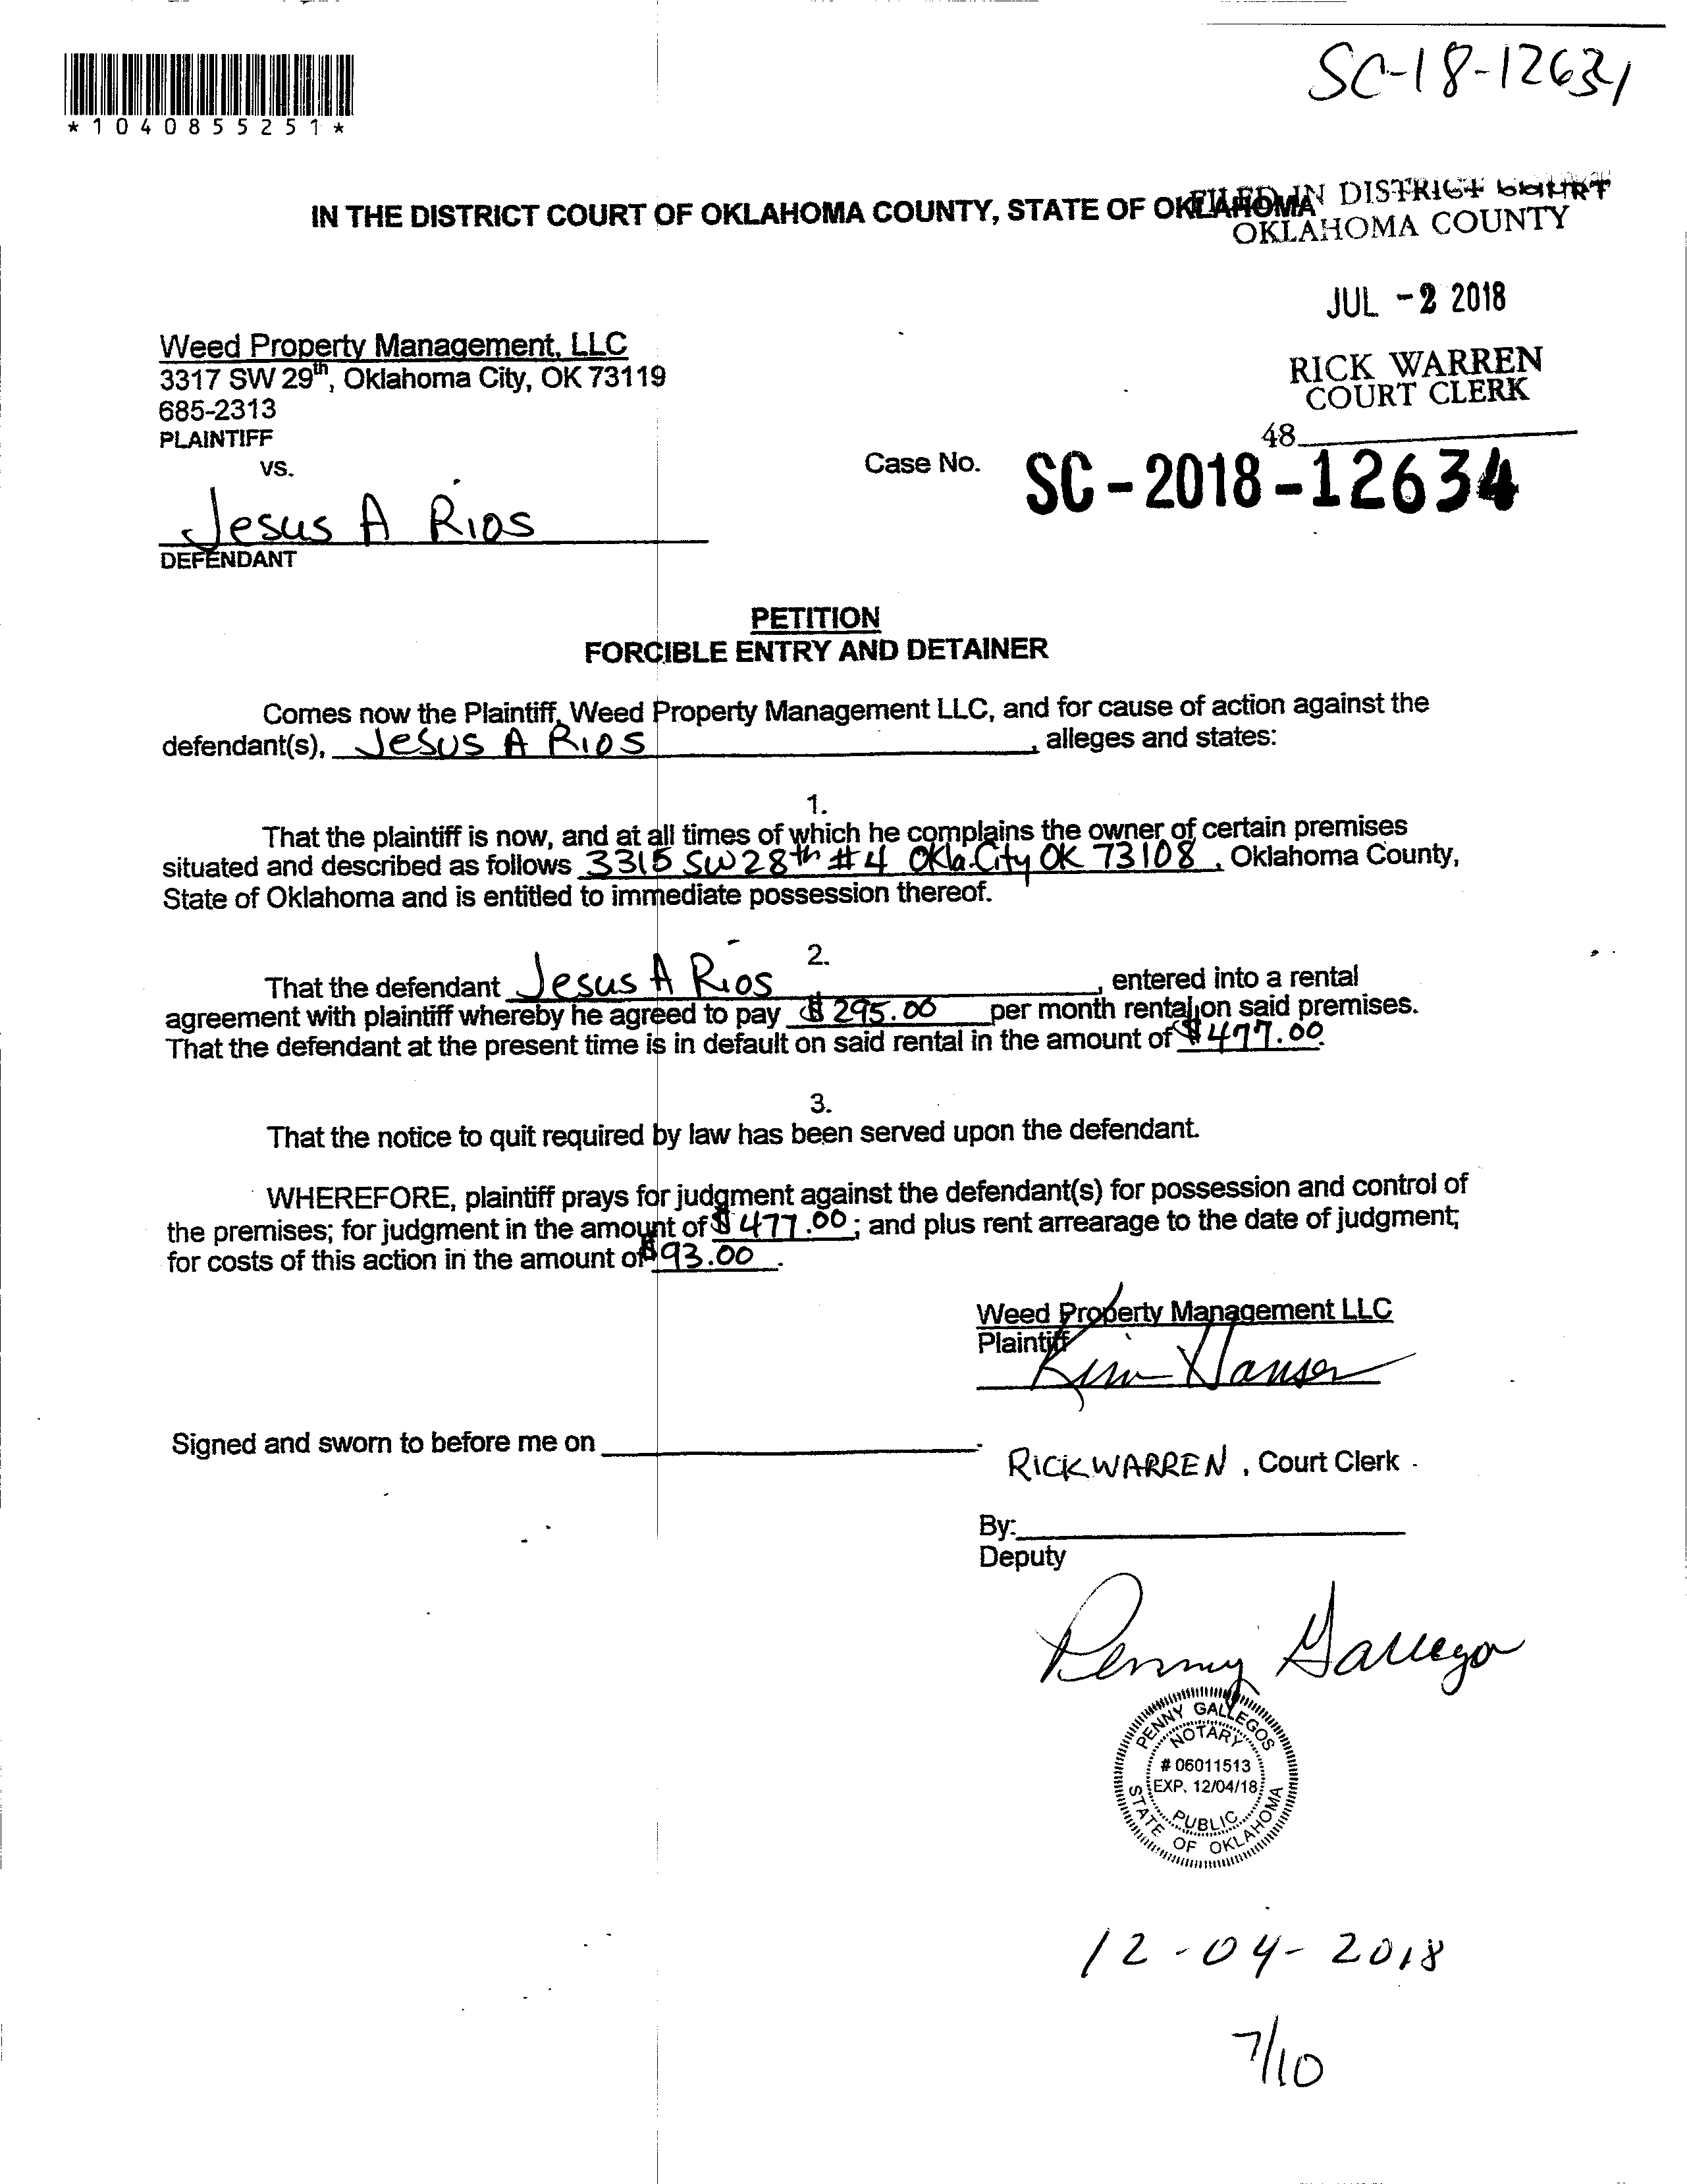 SC-18-12631
*1040855251*
IN THE DISTRICT COURT OF OKLAHOMA COUNTY, STATE OF OKLAHOMA
FILED IN DISTRICT COURT
OKLAHOMA COUNTY
JUL -2 2018
RICK WARREN
COURT CLERK
48
Weed Property Management, LLC
3317 SW 29th, Oklahoma City, OK 73119
685-2313
PLAINTIFF
vs.
Case No. SC-2018-12634
Jesus A Rios
DEFENDANT
PETITION
FORCIBLE ENTRY AND DETAINER
Comes now the Plaintiff, Weed Property Management LLC, and for cause of action against the
defendant(s), Jesus A Rios, alleges and states:
1.
That the plaintiff is now, and at all times of which he complains the owner of certain premises
situated and described as follows 3315 SW 28th #4 Okla. City OK 73108, Oklahoma County,
State of Oklahoma and is entitled to immediate possession thereof.
2.
That the defendant Jesus A Rios, entered into a rental
agreement with plaintiff whereby he agreed to pay $295.00 per month rental on said premises.
That the defendant at the present time is in default on said rental in the amount of $477.00.
3.
That the notice to quit required by law has been served upon the defendant.
WHEREFORE, plaintiff prays for judgment against the defendant(s) for possession and control of
the premises; for judgment in the amount of $477.00; and plus rent arrearage to the date of judgment;
for costs of this action in the amount of $93.00.
Weed Property Management LLC
Plaintiff
Kim Hansen
Signed and sworn to before me on
RICK WARREN, Court Clerk
By:
Deputy
Penny Gallegos
PENNY GALLEGOS
NOTARY
# 06011513
EXP. 12/04/18
PUBLIC
STATE OF OKLAHOMA
12-04-2018
7/10